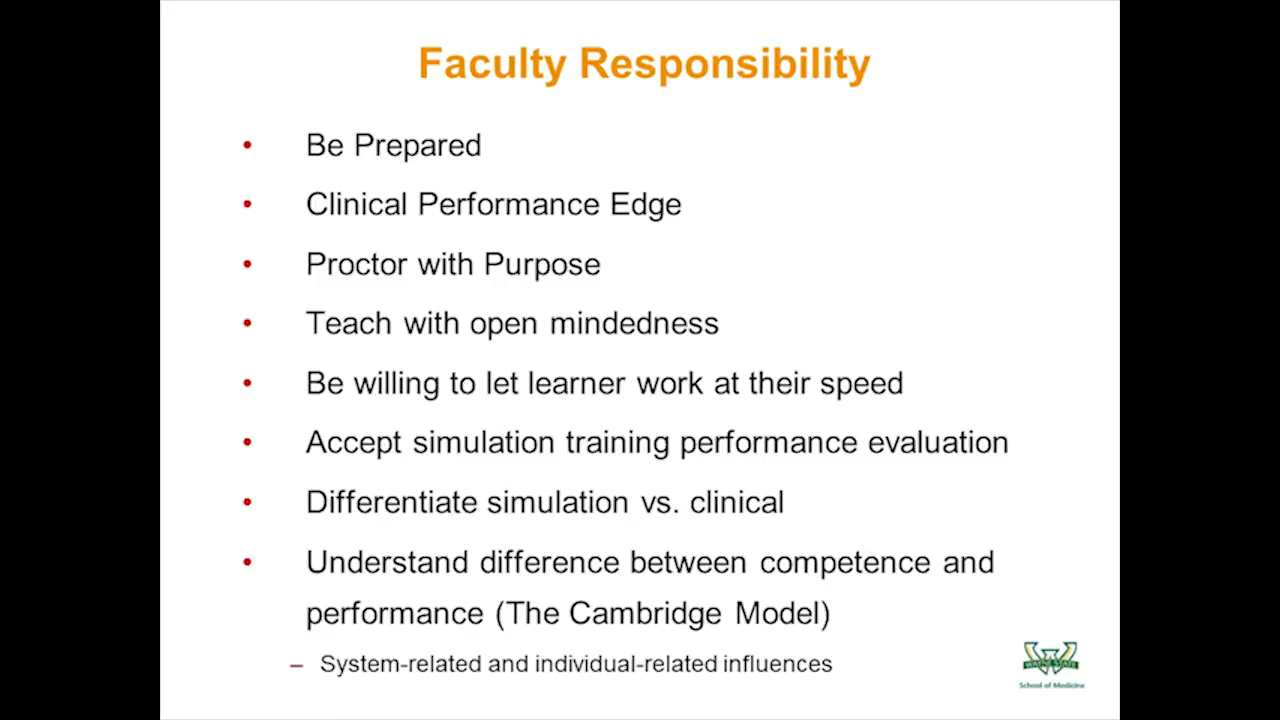 Faculty Responsibility
• Be Prepared
• Clinical Performance Edge
• Proctor with Purpose
• Teach with open mindedness
• Be willing to let learner work at their speed
• Accept simulation training performance evaluation
• Differentiate simulation vs. clinical
• Understand difference between competence and
performance (The Cambridge Model)
– System-related and individual-related influences
WAYNE STATE
School of Medicine